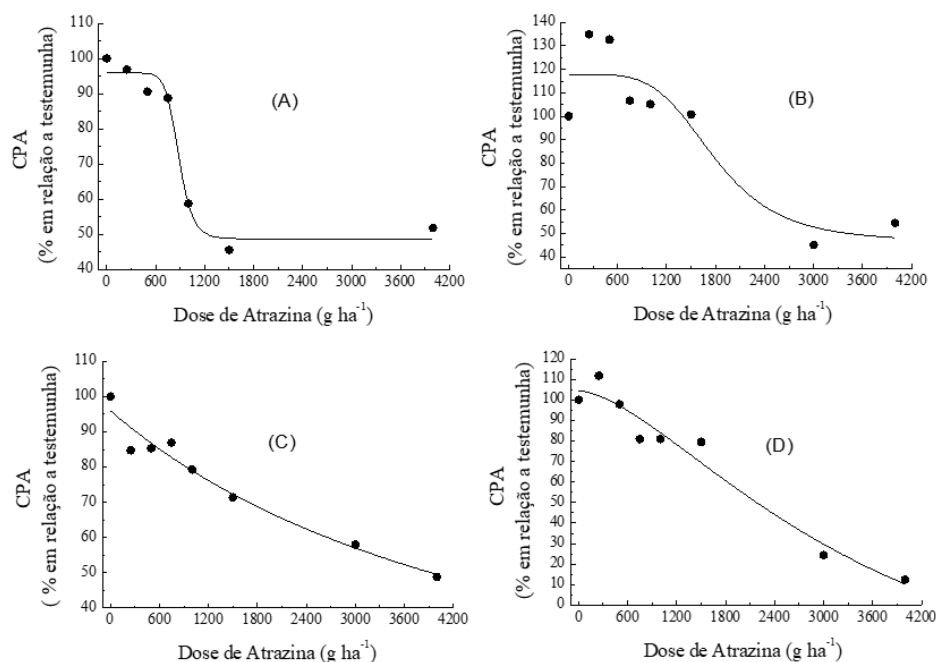 110
100
90
80
70
60
50
40
CPA
(% em relação a testemunha)
(A)
0 600 1200 1800 2400 3000 3600 4200
Dose de Atrazina (g ha⁻¹)
140
130
120
110
100
90
80
70
60
50
40
CPA
(% em relação a testemunha)
(B)
0 600 1200 1800 2400 3000 3600 4200
Dose de Atrazina (g ha⁻¹)
110
100
90
80
70
60
50
40
CPA
( % em relação a testemunha)
(C)
0 600 1200 1800 2400 3000 3600 4200
Dose de Atrazina (g ha⁻¹)
120
110
100
90
80
70
60
50
40
30
20
10
0
CPA
( % em relação a testemunha)
(D)
0 600 1200 1800 2400 3000 3600 4200
Dose de Atrazina (g ha⁻¹)